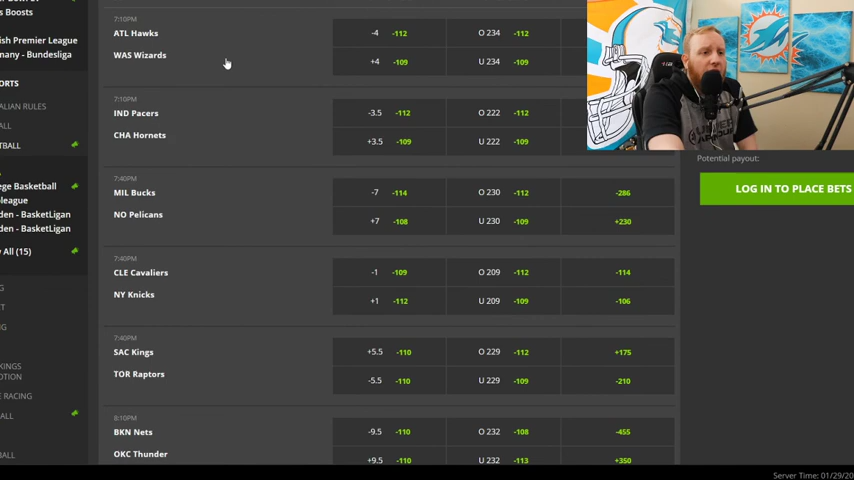 s Boosts
ish Premier League
many - Bundesliga
PORTS
ALIAN RULES
ALL
TBALL
ege Basketball
oleague
den - BasketLigan
den - BasketLigan
w All (15)
G
T
NG
KINGS
OTION
E RACING
ALL
BALL
7:10PM
ATL Hawks -4 -112 O 234 -112
WAS Wizards +4 -109 U 234 -109
7:10PM
IND Pacers -3.5 -112 O 222 -112
CHA Hornets +3.5 -109 U 222 -109
7:40PM
MIL Bucks -7 -114 O 230 -112 -286
NO Pelicans +7 -108 U 230 -109 +230
7:40PM
CLE Cavaliers -1 -109 O 209 -112 -114
NY Knicks +1 -112 U 209 -109 -106
7:40PM
SAC Kings +5.5 -110 O 229 -112 +175
TOR Raptors -5.5 -110 U 229 -109 -210
8:10PM
BKN Nets -9.5 -110 O 232 -108 -455
OKC Thunder +9.5 -110 U 232 -113 +350
Potential payout:
LOG IN TO PLACE BETS
Server Time: 01/29/20